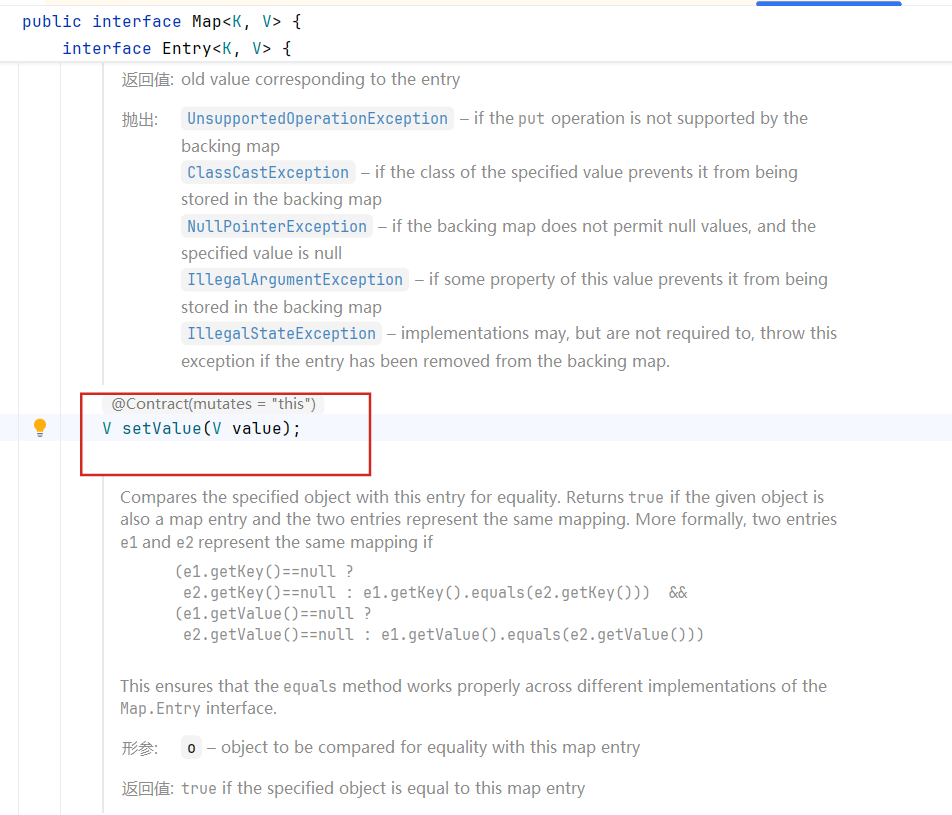 public interface Map<K, V> {
interface Entry<K, V> {
返回值: old value corresponding to the entry
抛出: UnsupportedOperationException – if the put operation is not supported by the
backing map
ClassCastException – if the class of the specified value prevents it from being
stored in the backing map
NullPointerException – if the backing map does not permit null values, and the
specified value is null
IllegalArgumentException – if some property of this value prevents it from being
stored in the backing map
IllegalStateException – implementations may, but are not required to, throw this
exception if the entry has been removed from the backing map.
@Contract(mutates = "this")
V setValue(V value);
Compares the specified object with this entry for equality. Returns true if the given object is
also a map entry and the two entries represent the same mapping. More formally, two entries
e1 and e2 represent the same mapping if
(e1.getKey()==null ?
e2.getKey()==null : e1.getKey().equals(e2.getKey())) &&
(e1.getValue()==null ?
e2.getValue()==null : e1.getValue().equals(e2.getValue()))
This ensures that the equals method works properly across different implementations of the
Map.Entry interface.
形参: o – object to be compared for equality with this map entry
返回值: true if the specified object is equal to this map entry